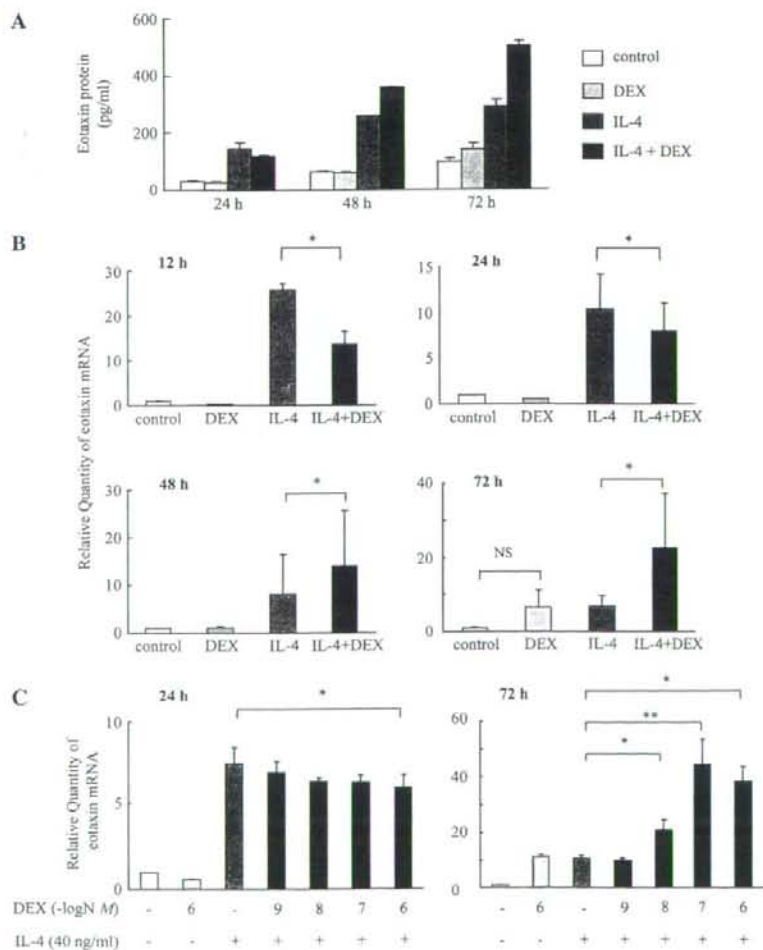 A
Eotaxin protein
(pg/ml)
600
400
200
0
24 h
48 h
72 h
control
DEX
IL-4
IL-4 + DEX
B
Relative Quantity of eotaxin mRNA
12 h
*
30
20
10
0
control
DEX
IL-4
IL-4+DEX
24 h
*
15
10
5
0
control
DEX
IL-4
IL-4+DEX
48 h
*
30
20
10
0
control
DEX
IL-4
IL-4+DEX
72 h
*
NS
40
20
0
control
DEX
IL-4
IL-4+DEX
C
Relative Quantity of
eotaxin mRNA
24 h
*
10
5
0
72 h
*
**
*
60
40
20
0
DEX (-logN M) - 6 - 9 8 7 6 - 6 - 9 8 7 6
IL-4 (40 ng/ml) - - + + + + + - - + + + + +